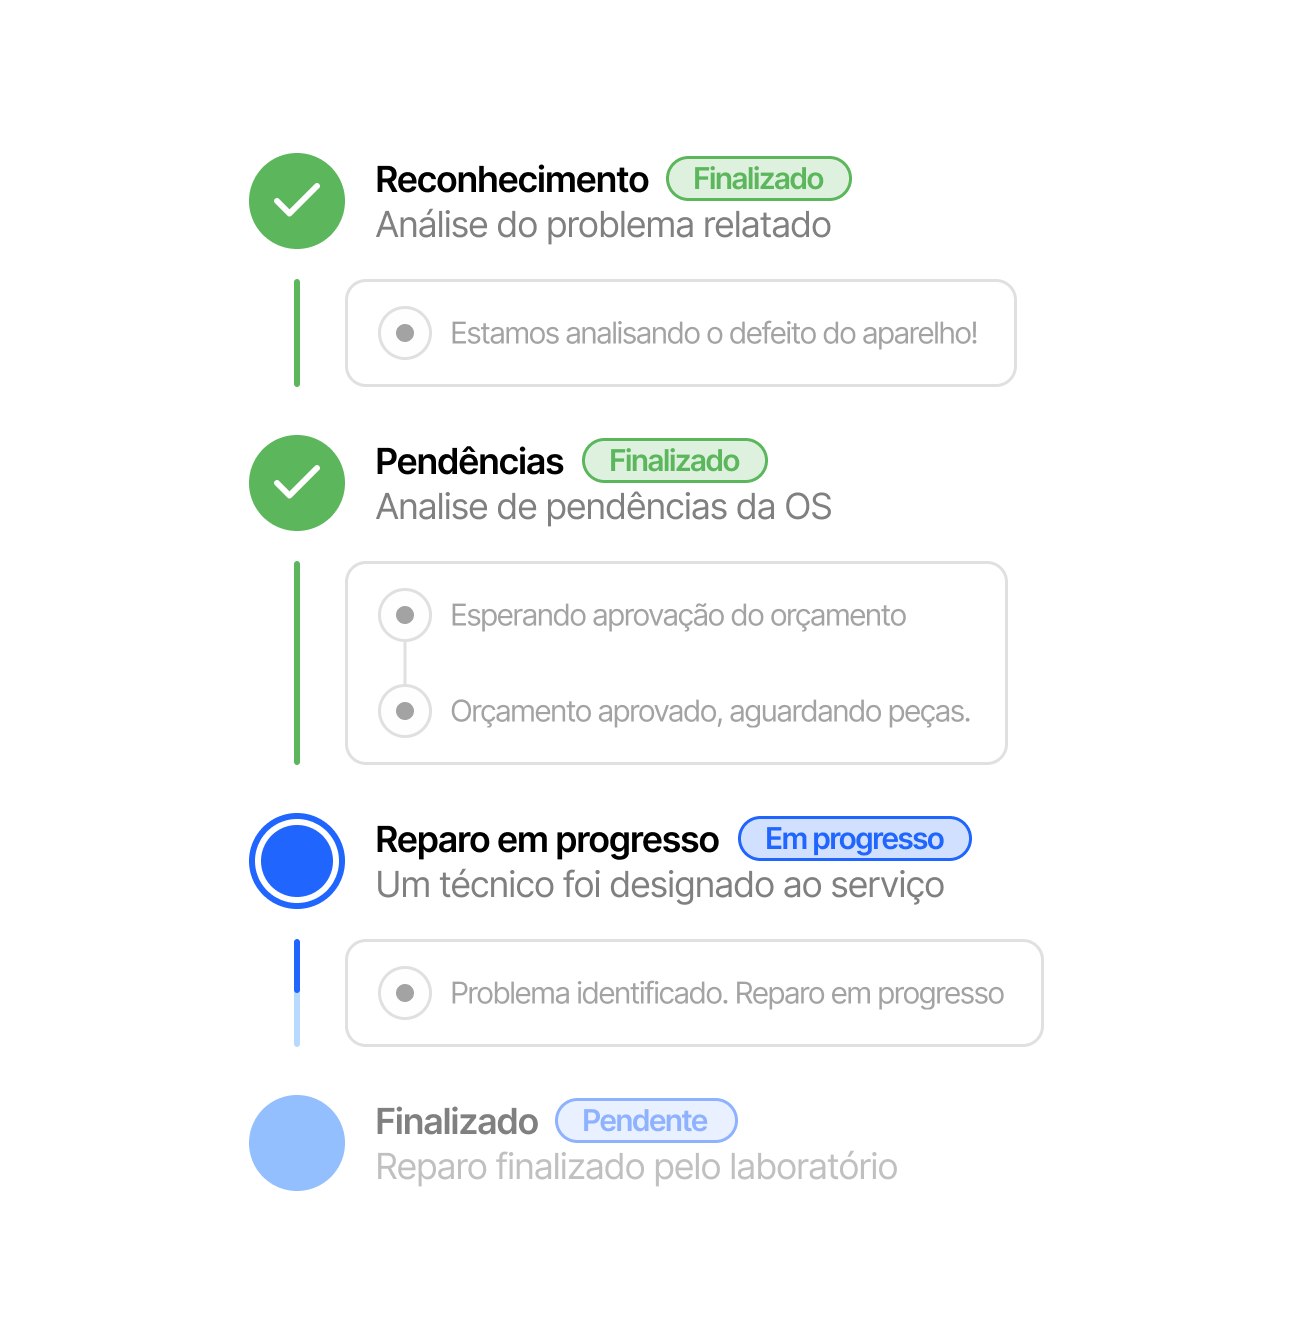 Reconhecimento Finalizado
Análise do problema relatado
Estamos analisando o defeito do aparelho!
Pendências Finalizado
Analise de pendências da OS
Esperando aprovação do orçamento
Orçamento aprovado, aguardando peças.
Reparo em progresso Em progresso
Um técnico foi designado ao serviço
Problema identificado. Reparo em progresso
Finalizado Pendente
Reparo finalizado pelo laboratório